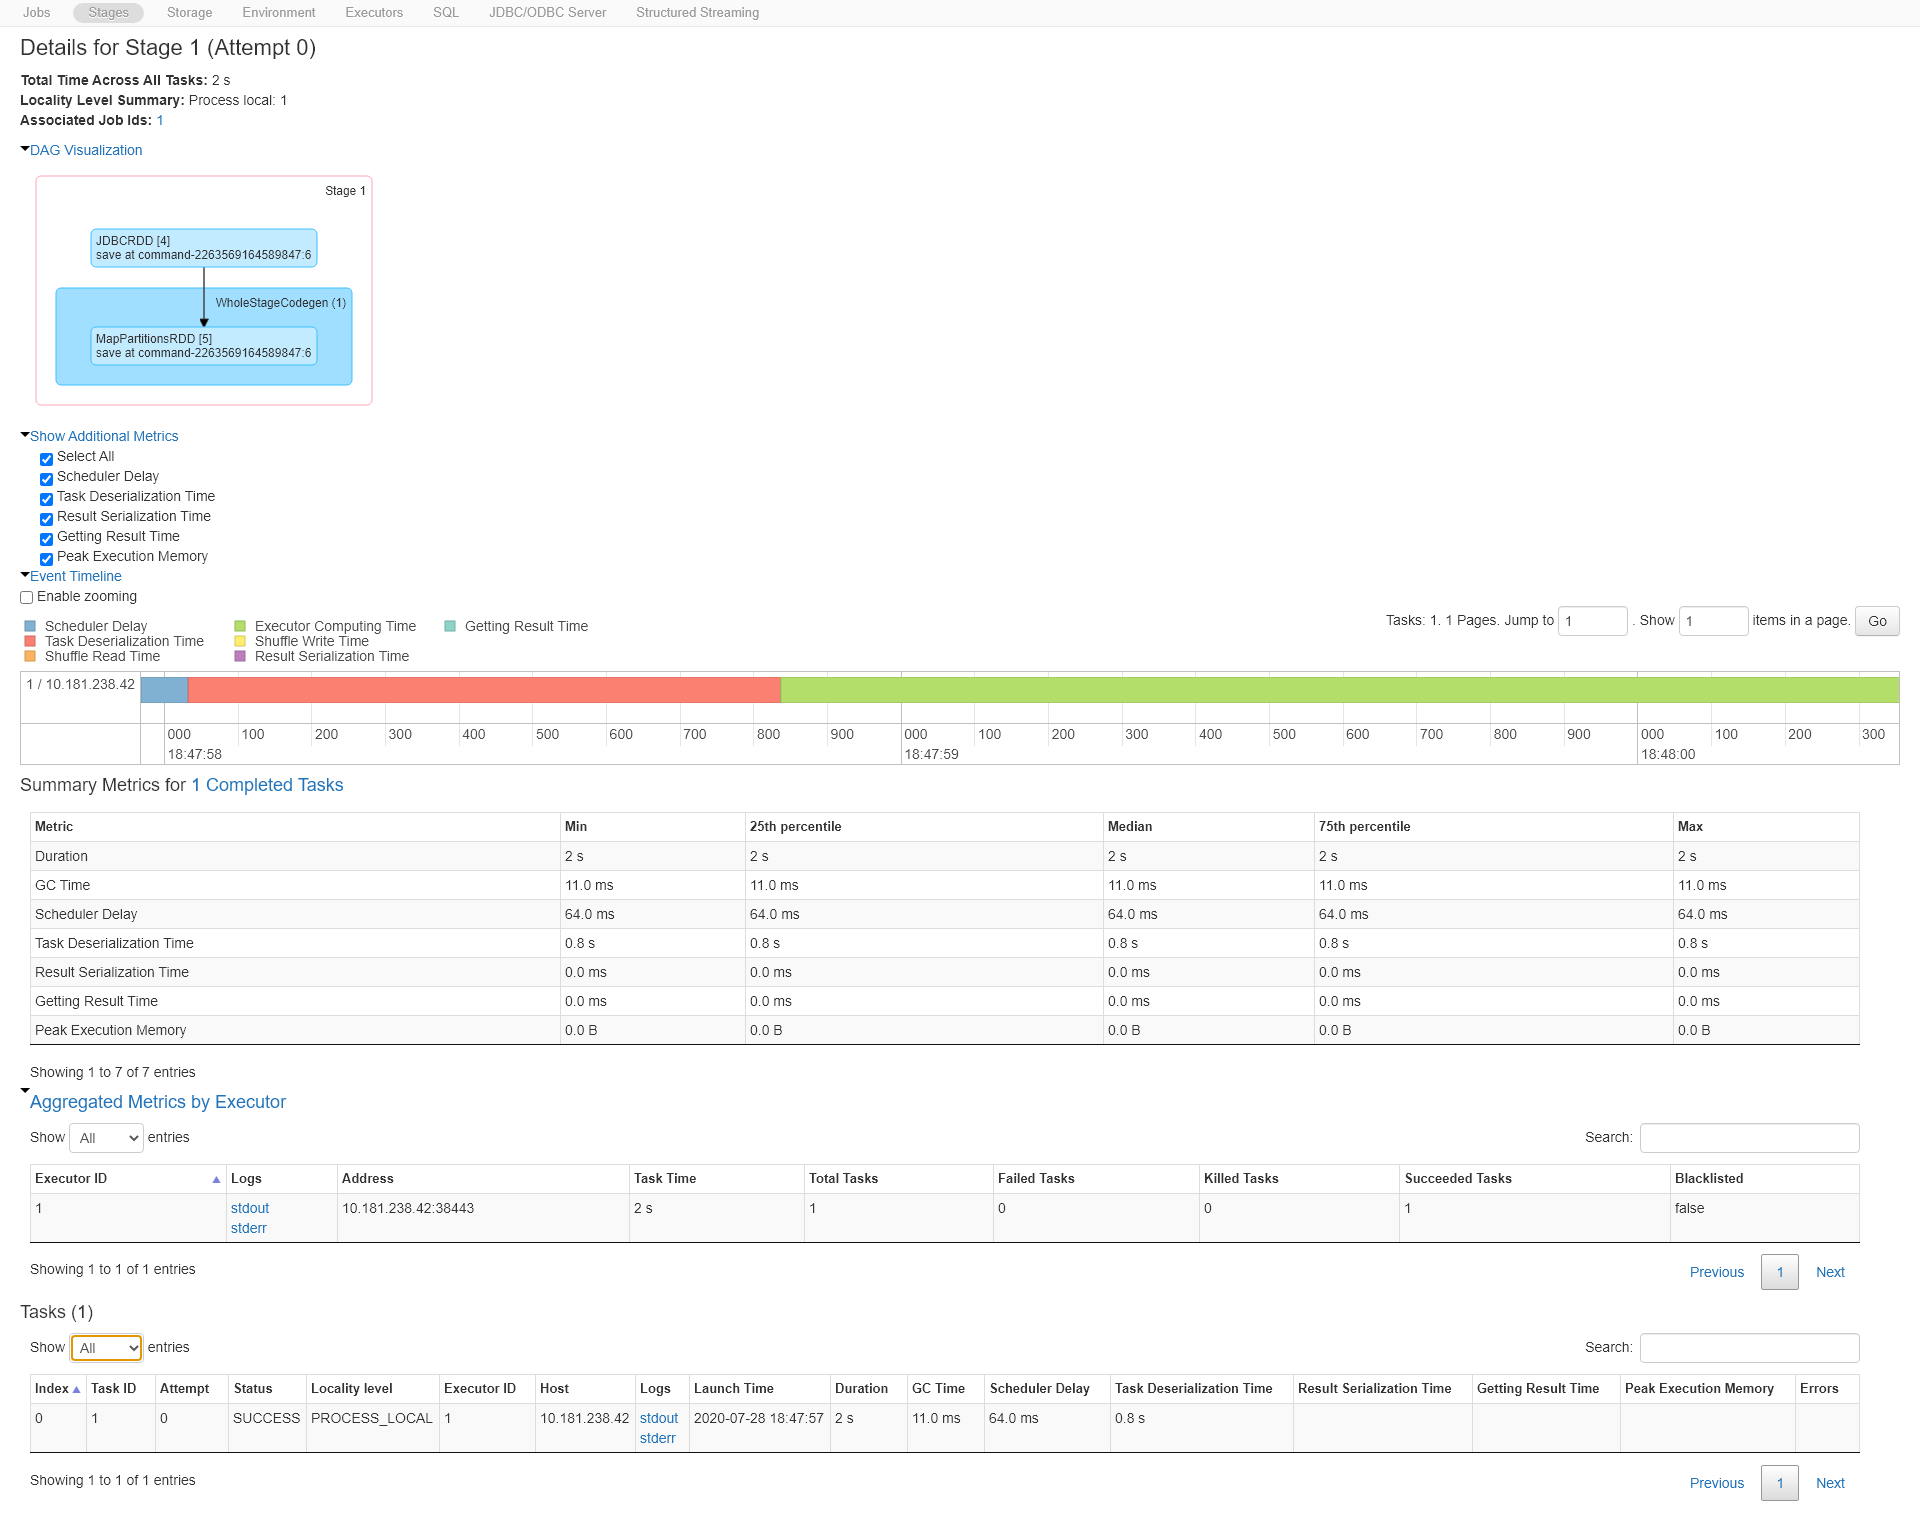 Jobs Stages Storage Environment Executors SQL JDBC/ODBC Server Structured Streaming
Details for Stage 1 (Attempt 0)
Total Time Across All Tasks: 2 s
Locality Level Summary: Process local: 1
Associated Job Ids: 1
DAG Visualization
Stage 1
JDBCRDD [4]
save at command-2263569164589847:6
WholeStageCodegen (1)
MapPartitionsRDD [5]
save at command-2263569164589847:6
Show Additional Metrics
Select All
Scheduler Delay
Task Deserialization Time
Result Serialization Time
Getting Result Time
Peak Execution Memory
Event Timeline
Enable zooming
Tasks: 1. 1 Pages. Jump to 1 . Show 1 items in a page. Go
Scheduler Delay Executor Computing Time Getting Result Time
Task Deserialization Time Shuffle Write Time
Shuffle Read Time Result Serialization Time
1 / 10.181.238.42
000 100 200 300 400 500 600 700 800 900 000 100 200 300 400 500 600 700 800 900 000 100 200 300
18:47:58 18:47:59 18:48:00
Summary Metrics for 1 Completed Tasks
Metric Min 25th percentile Median 75th percentile Max
Duration 2 s 2 s 2 s 2 s 2 s
GC Time 11.0 ms 11.0 ms 11.0 ms 11.0 ms 11.0 ms
Scheduler Delay 64.0 ms 64.0 ms 64.0 ms 64.0 ms 64.0 ms
Task Deserialization Time 0.8 s 0.8 s 0.8 s 0.8 s 0.8 s
Result Serialization Time 0.0 ms 0.0 ms 0.0 ms 0.0 ms 0.0 ms
Getting Result Time 0.0 ms 0.0 ms 0.0 ms 0.0 ms 0.0 ms
Peak Execution Memory 0.0 B 0.0 B 0.0 B 0.0 B 0.0 B
Showing 1 to 7 of 7 entries
Aggregated Metrics by Executor
Show All entries Search:
Executor ID Logs Address Task Time Total Tasks Failed Tasks Killed Tasks Succeeded Tasks Blacklisted
1 stdout 10.181.238.42:38443 2 s 1 0 0 1 false
stderr
Showing 1 to 1 of 1 entries
Previous 1 Next
Tasks (1)
Show All entries Search:
Index Task ID Attempt Status Locality level Executor ID Host Logs Launch Time Duration GC Time Scheduler Delay Task Deserialization Time Result Serialization Time Getting Result Time Peak Execution Memory Errors
0 1 0 SUCCESS PROCESS_LOCAL 1 10.181.238.42 stdout 2020-07-28 18:47:57 2 s 11.0 ms 64.0 ms 0.8 s
stderr
Showing 1 to 1 of 1 entries
Previous 1 Next